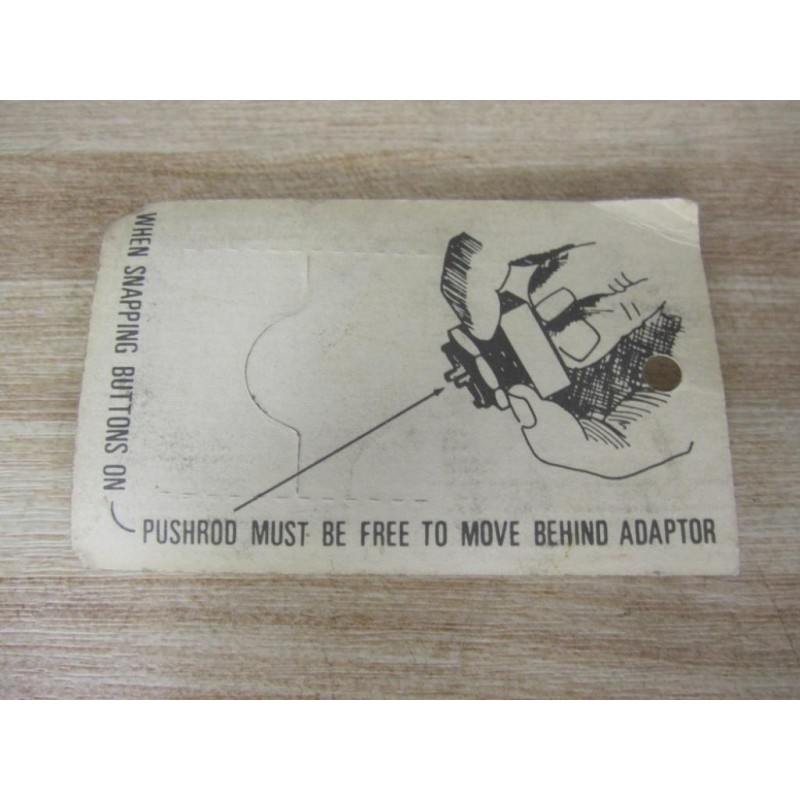 WHEN SNAPPING BUTTONS ON
PUSHROD MUST BE FREE TO MOVE BEHIND ADAPTOR